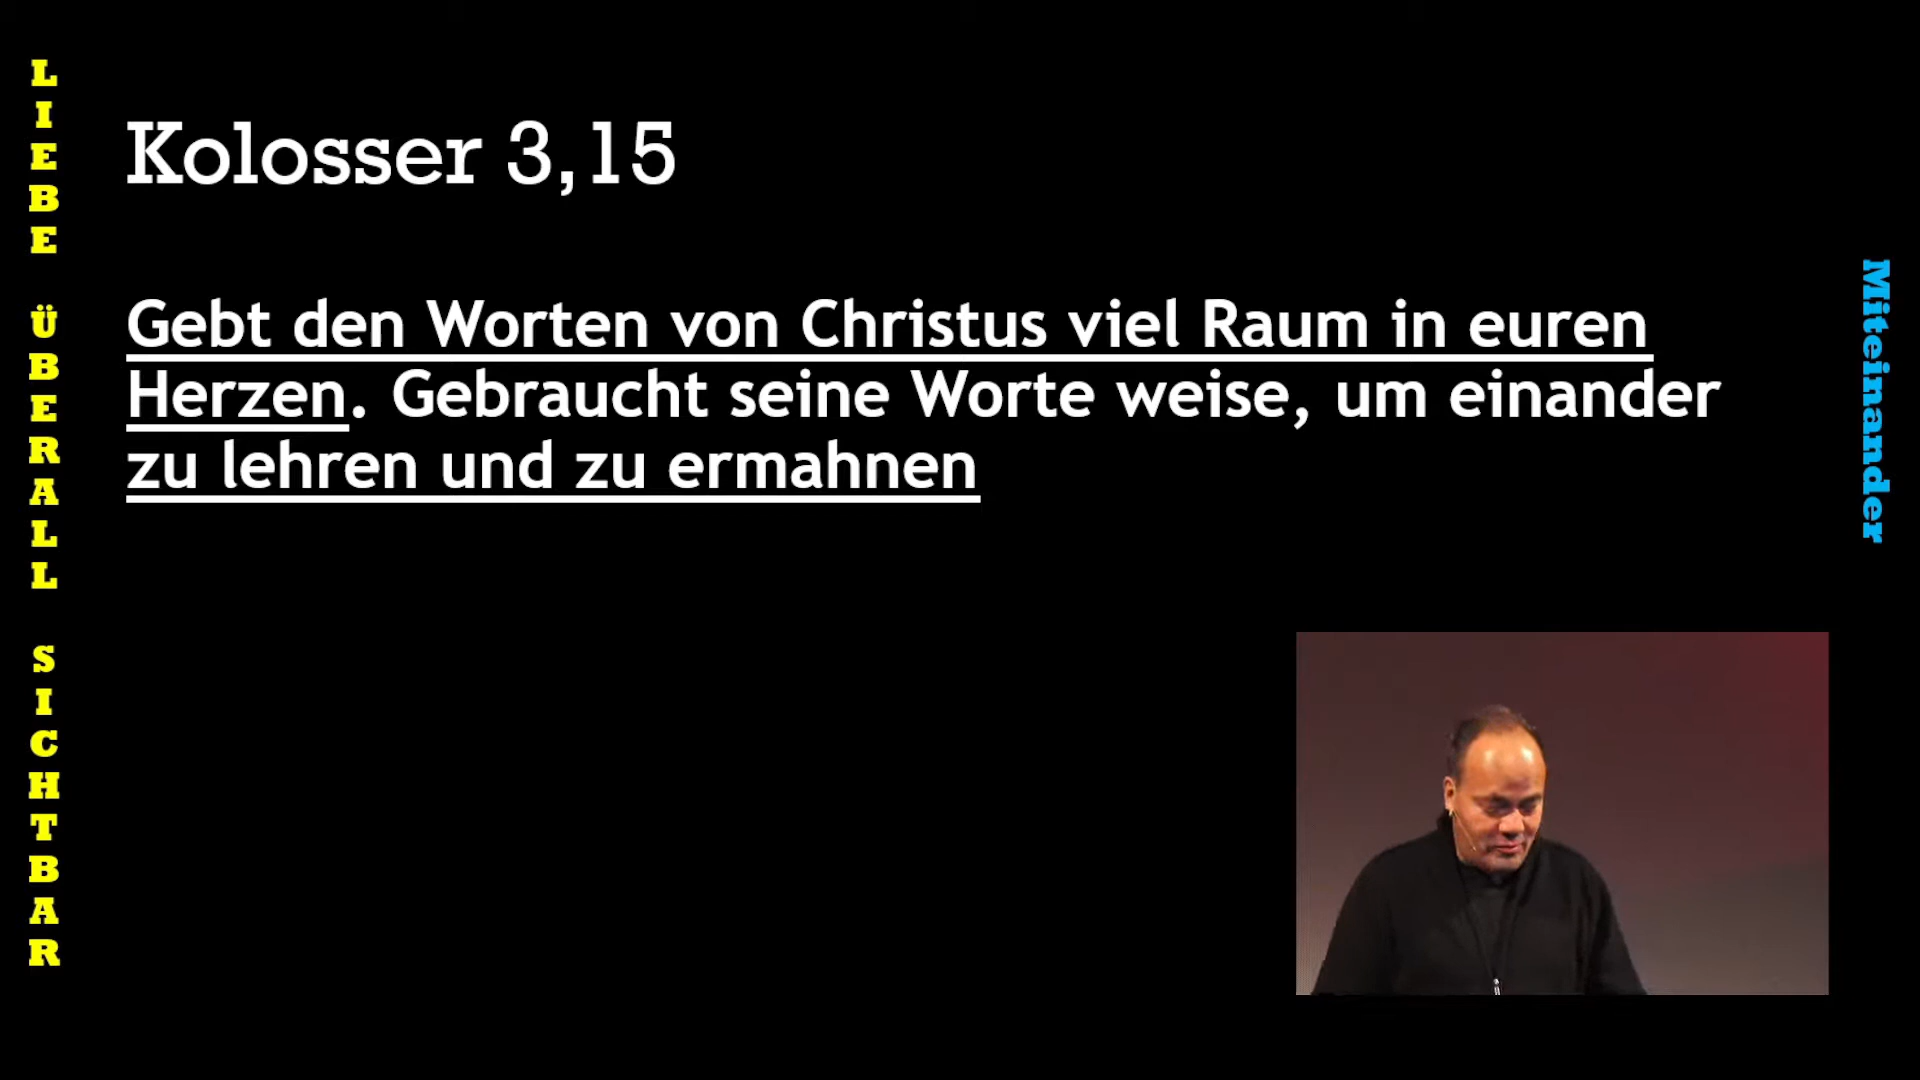 LIEBE ÜBERALL SICHTBAR
Kolosser 3,15
Gebt den Worten von Christus viel Raum in euren
Herzen. Gebraucht seine Worte weise, um einander
zu lehren und zu ermahnen
Miteinander